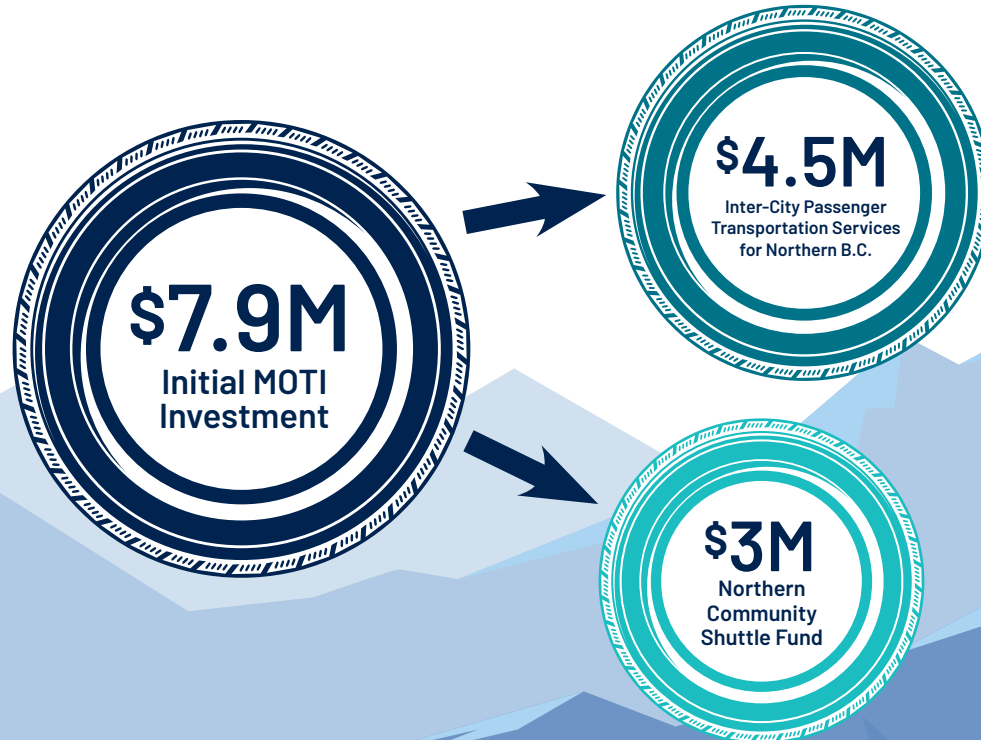 $7.9M
Initial MOTI
Investment
$4.5M
Inter-City Passenger
Transportation Services
for Northern B.C.
$3M
Northern
Community
Shuttle Fund